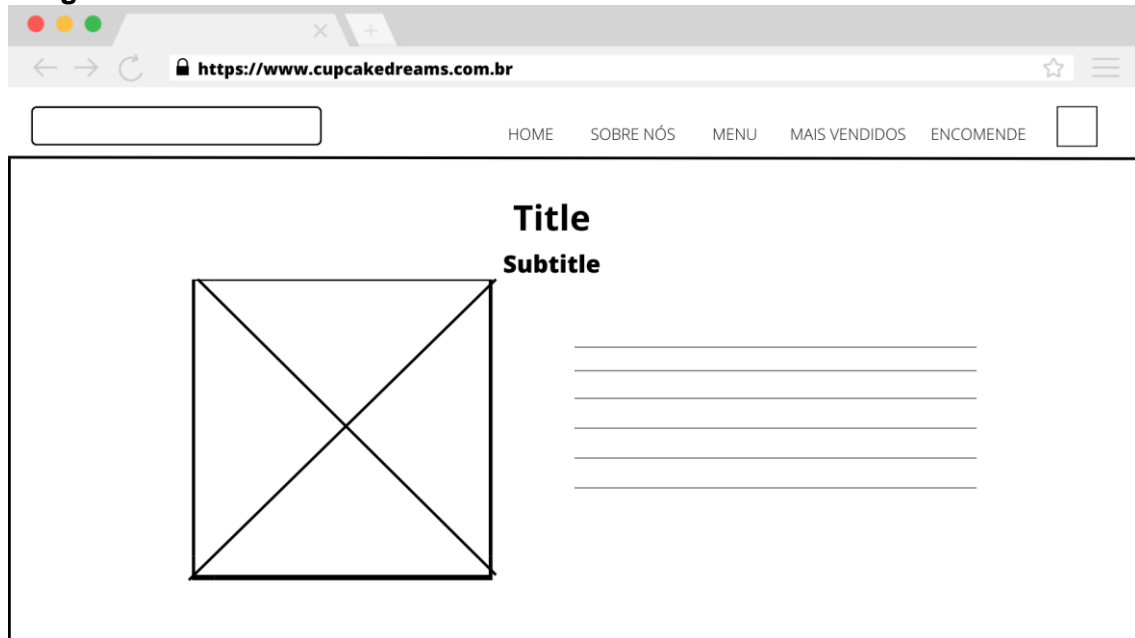 https://www.cupcakedreams.com.br
HOME SOBRE NÓS MENU MAIS VENDIDOS ENCOMENDE
Title
Subtitle